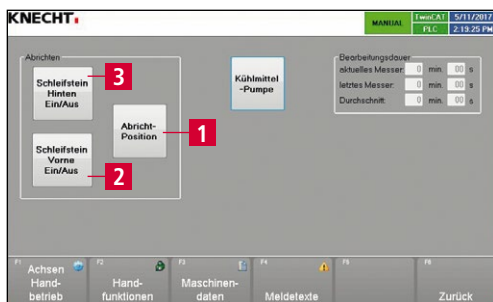 KNECHT
MANUAL
TwinCAT
PLC
5/11/2017
2:19:25 PM
Abrichten
Schleifstein
Hinten
Ein/Aus
3
Abricht-
Position
1
Schleifstein
Vorne
Ein/Aus
2
Kühlmittel
-Pumpe
Bearbeitungsdauer
aktuelles Messer: 0 min. 00 s
letztes Messer: 0 min. 00 s
Durchschnitt: 0 min. 00 s
F1 Achsen
Hand-
betrieb
F2
Hand-
funktionen
F3
Maschinen-
daten
F4
Meldetexte
F5
F6
Zurück